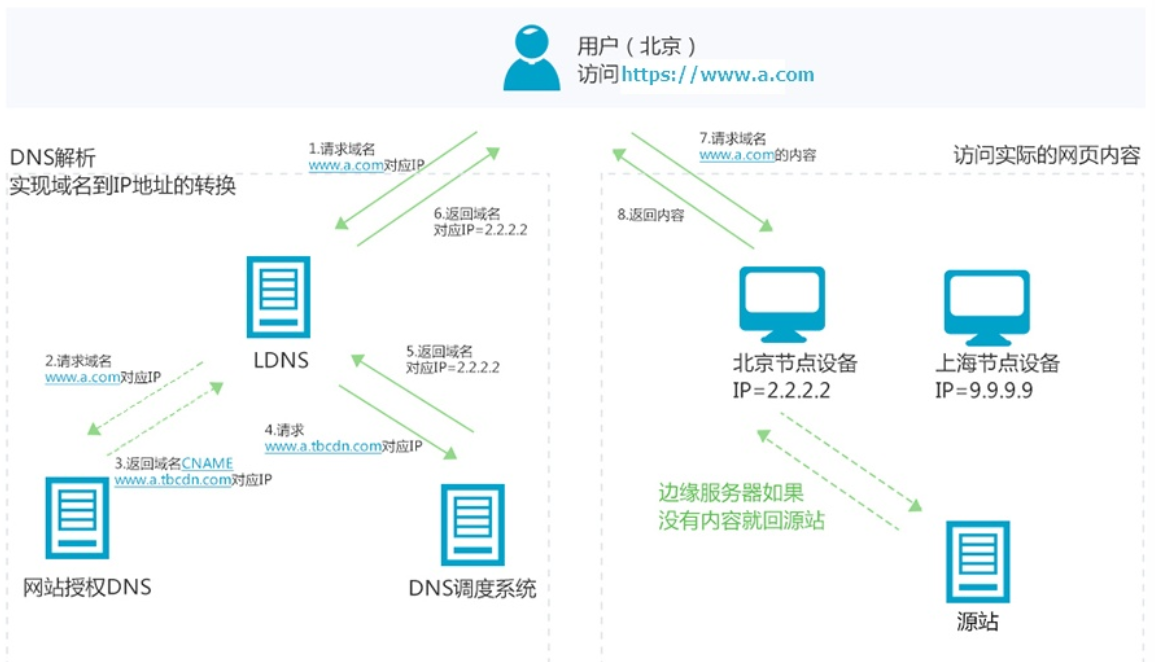 用户（北京）
访问https://www.a.com
DNS解析
实现域名到IP地址的转换
1.请求域名
www.a.com对应IP
6.返回域名
对应IP=2.2.2.2
LDNS
2.请求域名
www.a.com对应IP
5.返回域名
对应IP=2.2.2.2
4.请求
www.a.tbcdn.com对应IP
3.返回域名CNAME
www.a.tbcdn.com对应IP
网站授权DNS
DNS调度系统
7.请求域名
www.a.com的内容
访问实际的网页内容
8.返回内容
北京节点设备
IP=2.2.2.2
上海节点设备
IP=9.9.9.9
边缘服务器如果
没有内容就回源站
源站